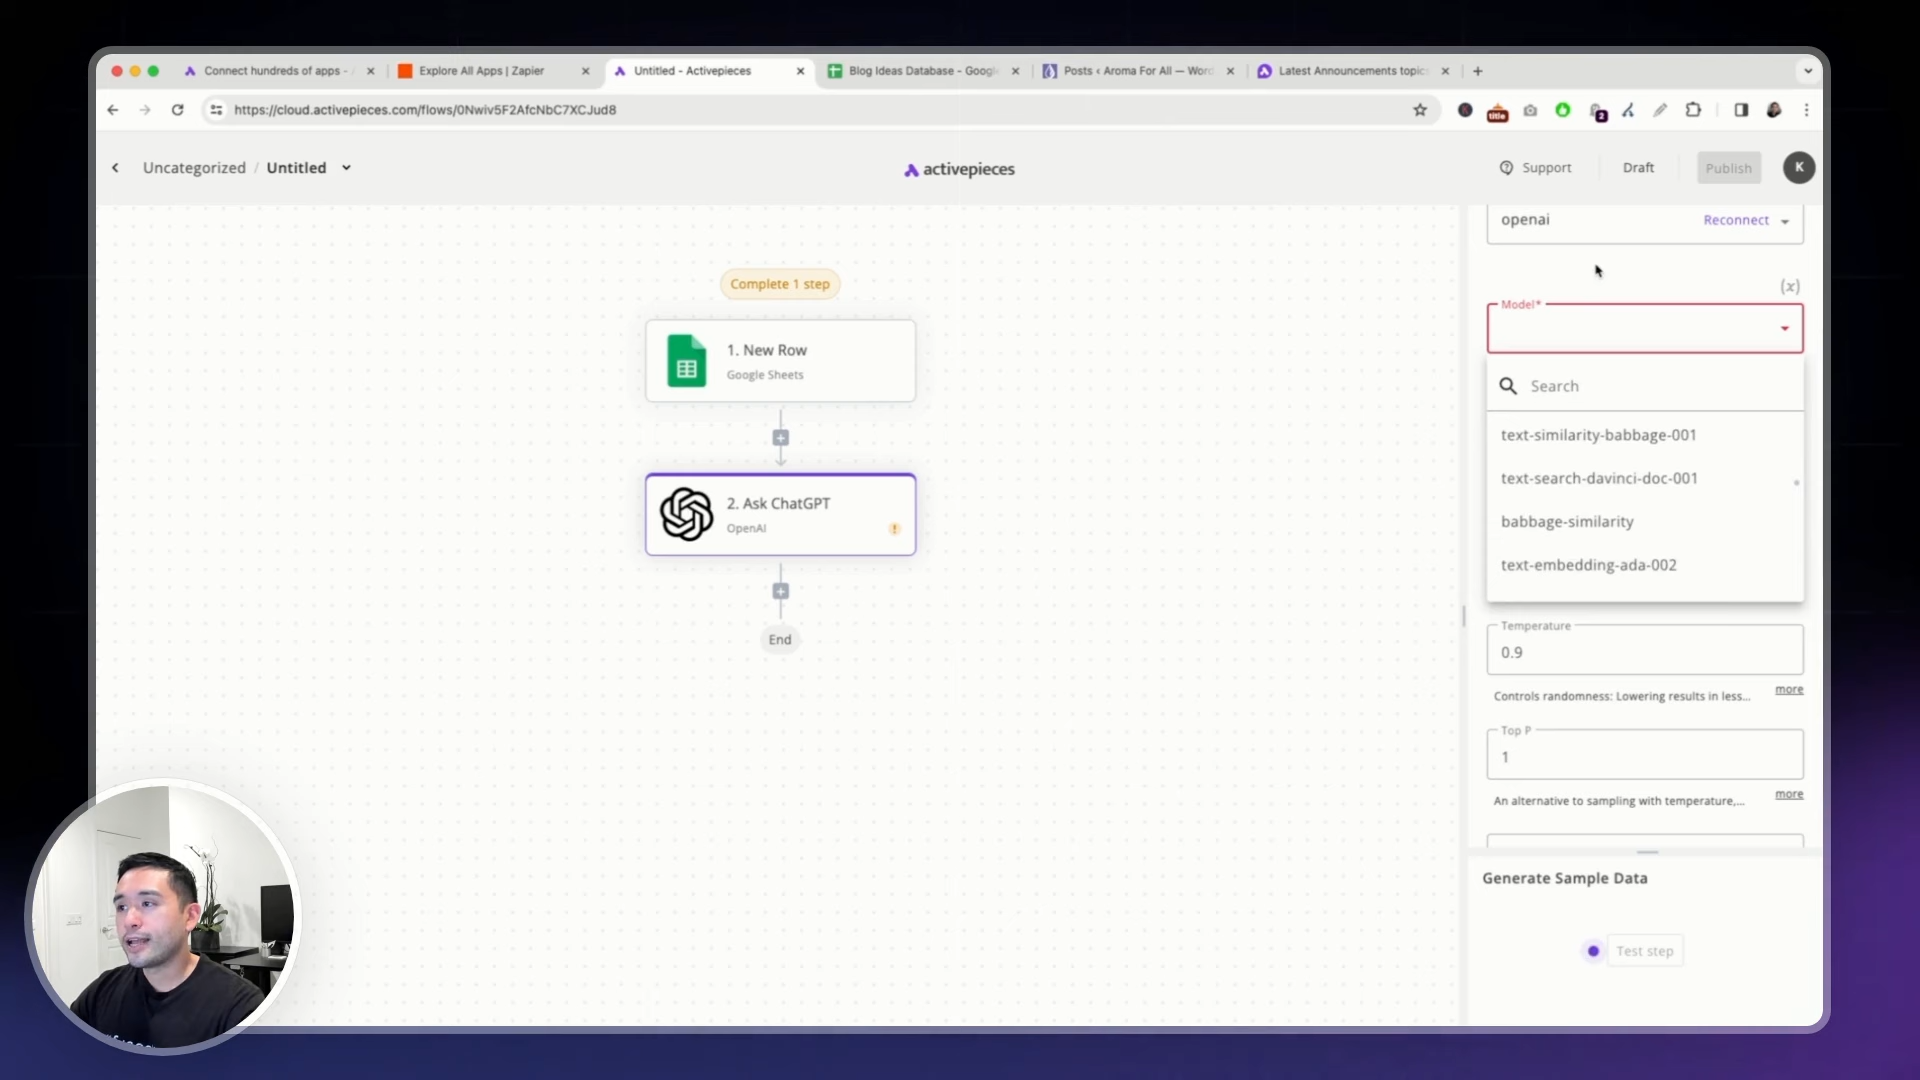 Connect hundreds of apps -
Explore All Apps | Zapier
Untitled - Activepieces
Blog Ideas Database - Googl
Posts ‹ Aroma For All — Word
Latest Announcements topics
https://cloud.activepieces.com/flows/0Nwiv5F2AfcNbC7XCJud8
title
2
Uncategorized / Untitled
activepieces
Support
Draft
Publish
K
openai
Reconnect
(x)
Model*
Search
text-similarity-babbage-001
text-search-davinci-doc-001
babbage-similarity
text-embedding-ada-002
Complete 1 step
1. New Row
Google Sheets
2. Ask ChatGPT
OpenAI
!
End
Temperature
0.9
Controls randomness: Lowering results in less...
more
Top P
1
An alternative to sampling with temperature,...
more
Generate Sample Data
Test step